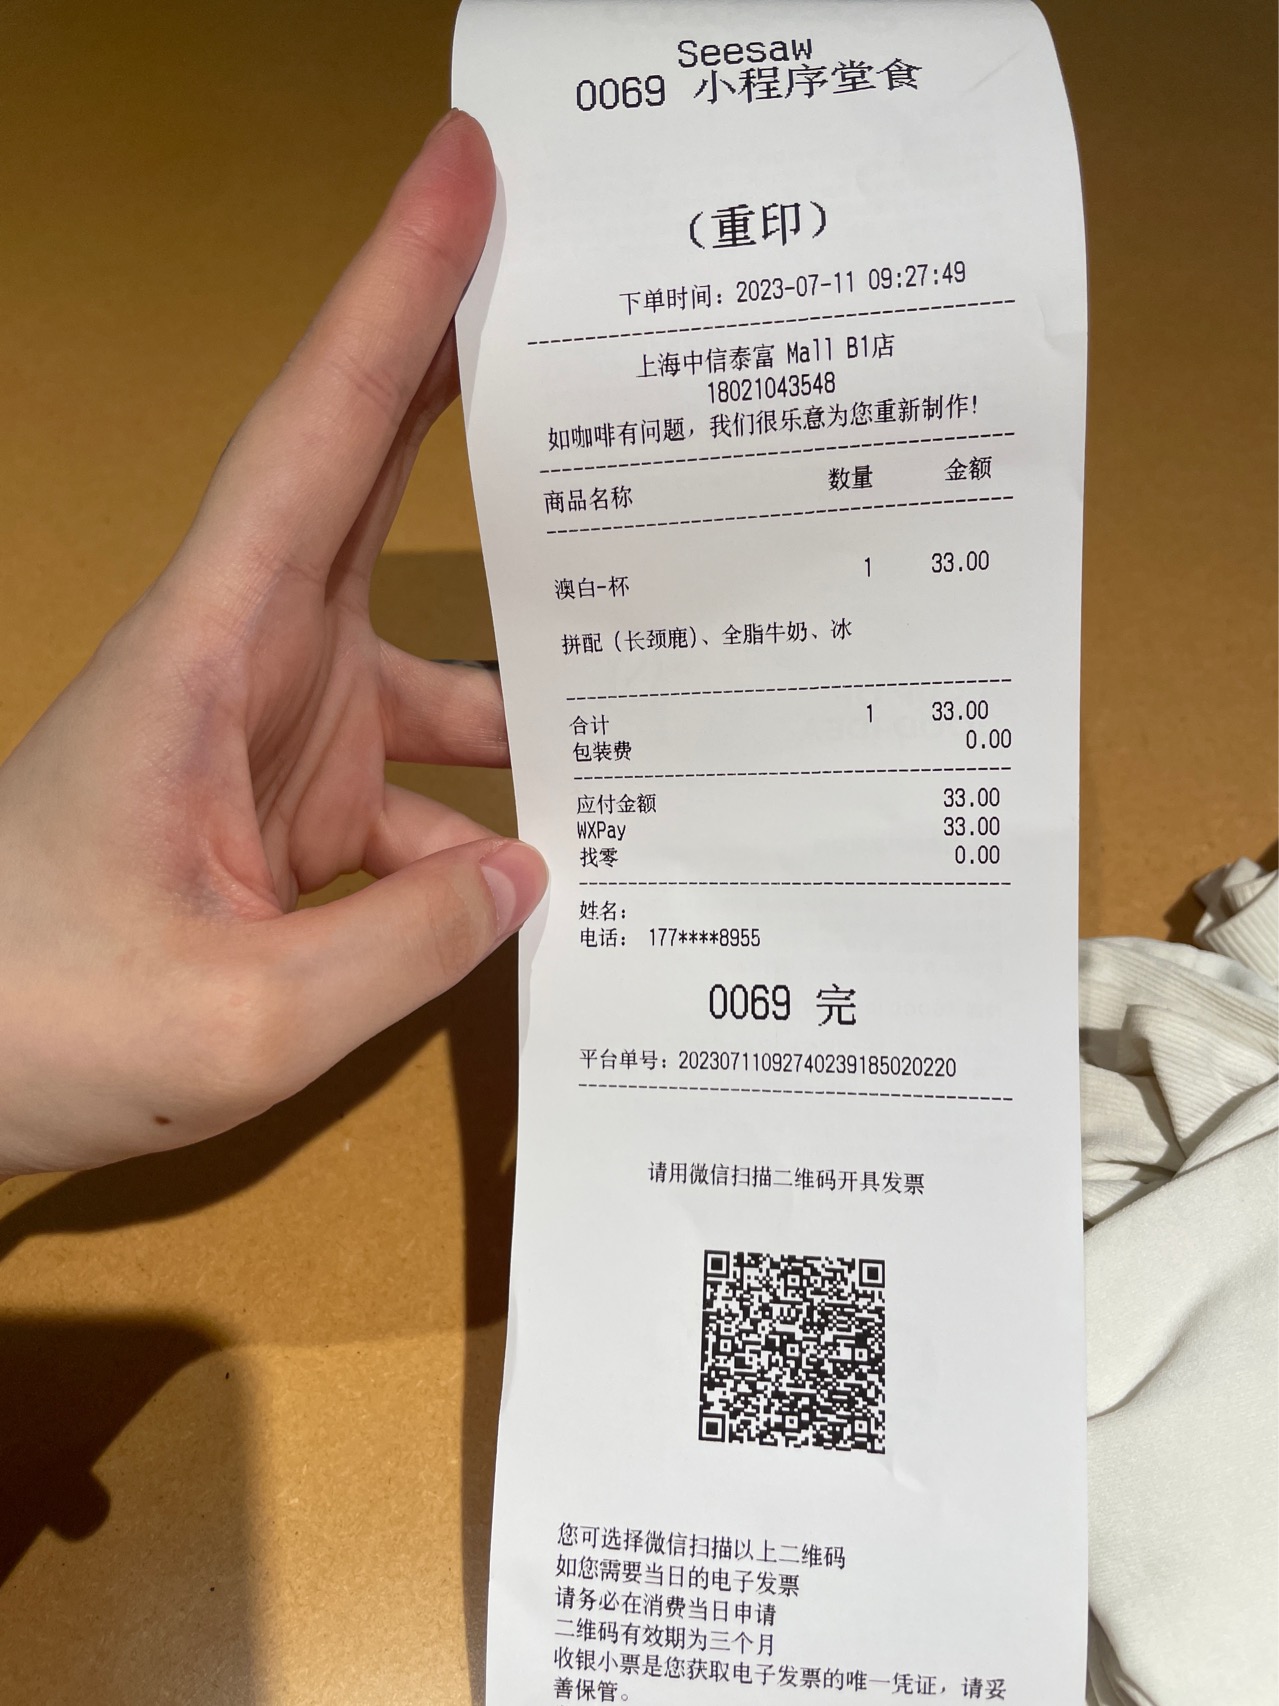 Seesaw
0069 小程序堂食
（重印）
下单时间：2023-07-11 09:27:49
上海中信泰富 Mall B1店
18021043548
如咖啡有问题，我们很乐意为您重新制作！
商品名称 数量 金额
澳白-杯 1 33.00
拼配（长颈鹿）、全脂牛奶、冰
合计 1 33.00
包装费 0.00
应付金额 33.00
WXPay 33.00
找零 0.00
姓名：
电话： 177****8955
0069 完
平台单号：20230711092740239185020220
请用微信扫描二维码开具发票
您可选择微信扫描以上二维码
如您需要当日的电子发票
请务必在消费当日申请
二维码有效期为三个月
收银小票是您获取电子发票的唯一凭证，请妥
善保管。